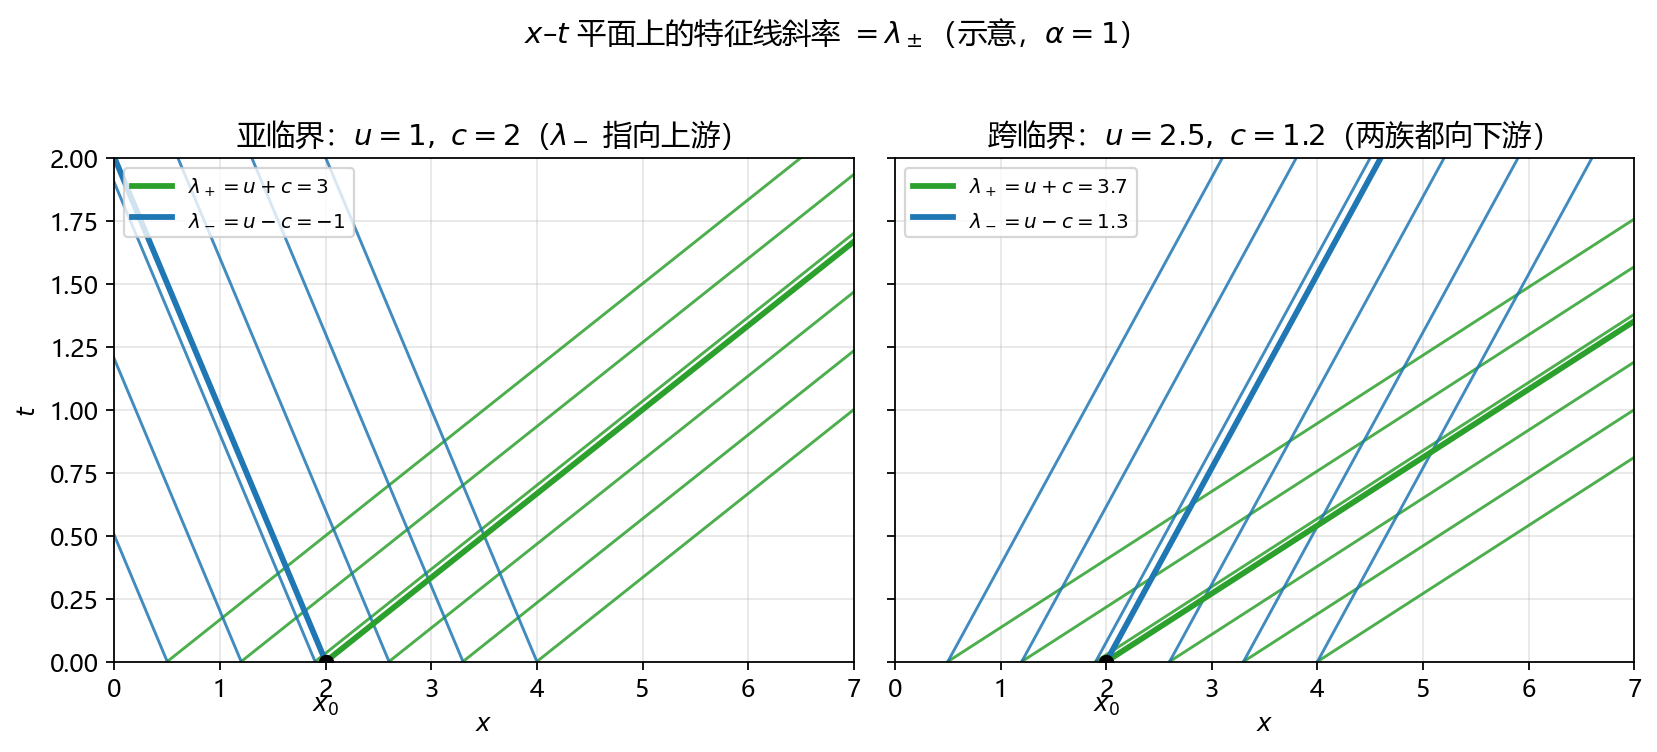 x–t 平面上的特征线斜率 = λ± (示意, α = 1)
亚临界: u = 1, c = 2 (λ₋ 指向上游)
λ₊ = u + c = 3
λ₋ = u − c = −1
2.00
1.75
1.50
1.25
1.00
0.75
0.50
0.25
0.00
t
0 1 2 3 4 5 6 7
x₀
x
跨临界: u = 2.5, c = 1.2 (两族都向下游)
λ₊ = u + c = 3.7
λ₋ = u − c = 1.3
0 1 2 3 4 5 6 7
x₀
x